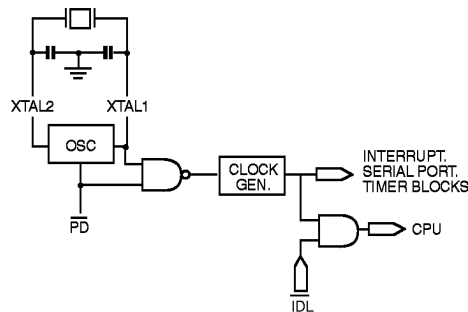 XTAL2
XTAL1
OSC
PD
CLOCK
GEN.
INTERRUPT.
SERIAL PORT.
TIMER BLOCKS
CPU
IDL